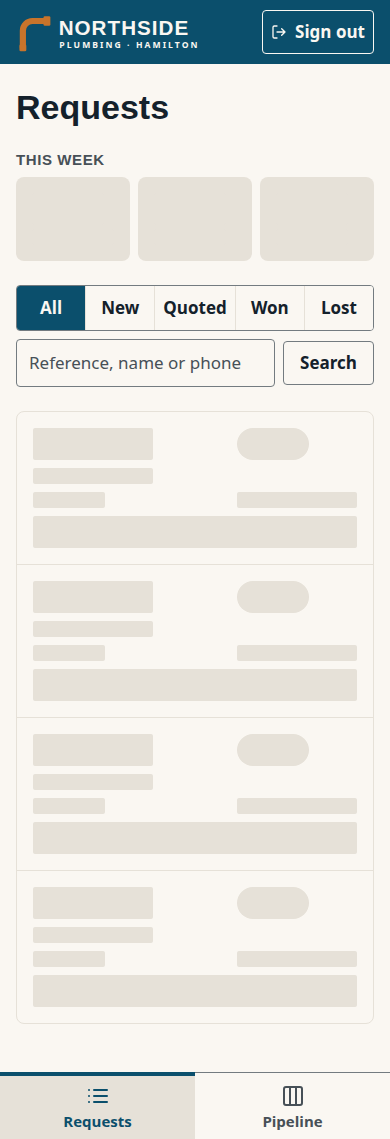 NORTHSIDE
PLUMBING · HAMILTON
Sign out
Requests
THIS WEEK
All New Quoted Won Lost
Reference, name or phone Search
Requests Pipeline